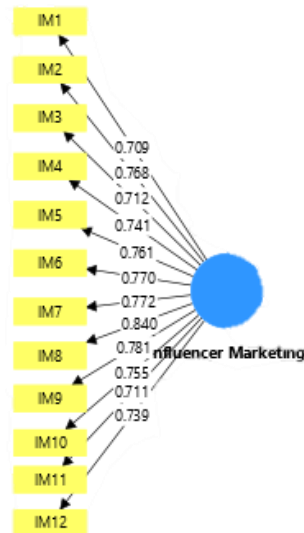 IM1
IM2
IM3
0.709
0.768
0.712
IM4
0.741
IM5
0.761
IM6
0.770
0.772
IM7
0.840
IM8
0.781
nfluencer Marketing
0.755
IM9
0.711
0.739
IM10
IM11
IM12